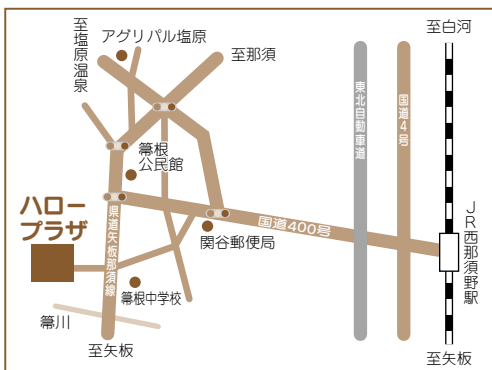 至塩原温泉
アグリパル塩原
至那須
至白河
東北自動車道
国道4号
箒根
公民館
ハロー
プラザ
県道矢板那須線
国道400号
関谷郵便局
JR西那須野駅
箒根中学校
箒川
至矢板
至矢板